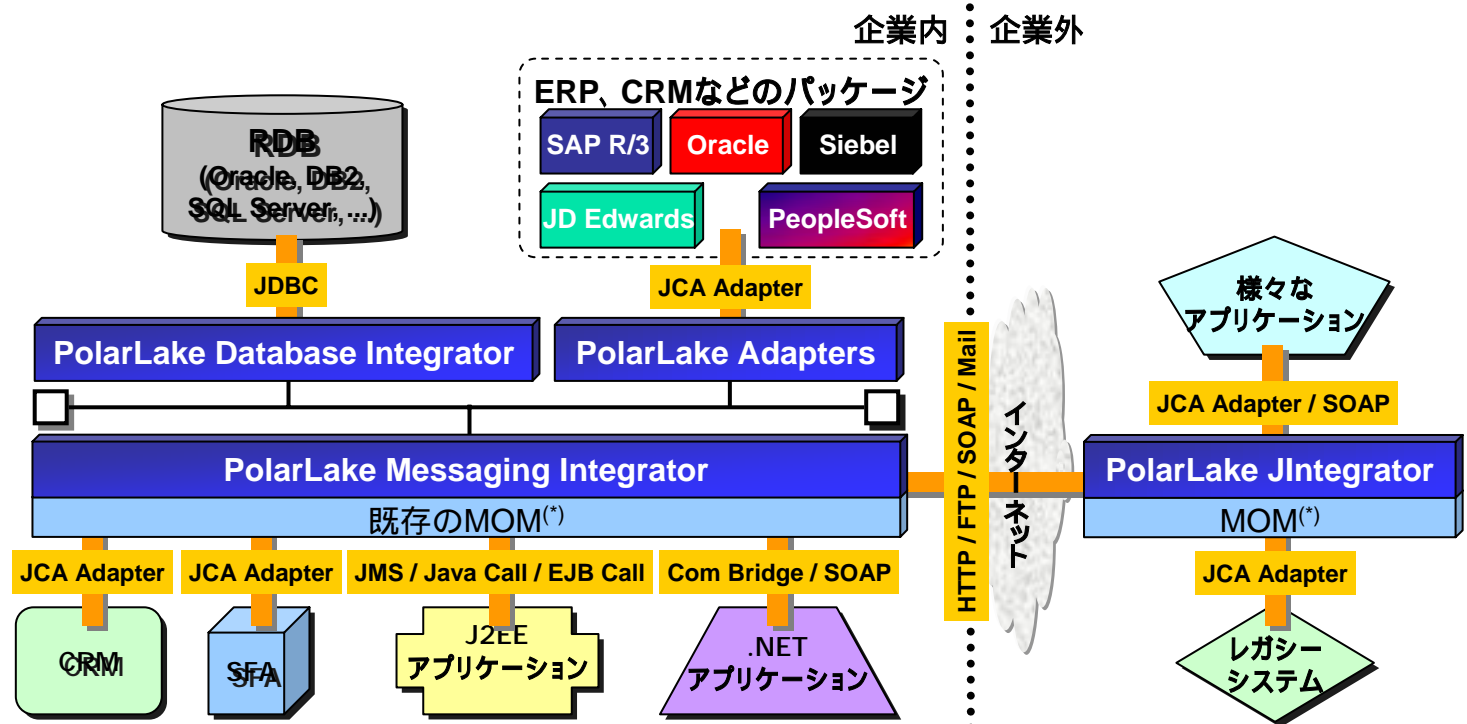 企業内
企業外
ERP、CRMなどのパッケージ
SAP R/3
Oracle
Siebel
JD Edwards
PeopleSoft
RDB
(Oracle, DB2,
SQL Server, ...)
JDBC
JCA Adapter
PolarLake Database Integrator
PolarLake Adapters
PolarLake Messaging Integrator
既存のMOM(*)
JCA Adapter
JCA Adapter
JMS / Java Call / EJB Call
Com Bridge / SOAP
CRM
SFA
J2EE
アプリケーション
.NET
アプリケーション
HTTP / FTP / SOAP / Mail
インターネット
様々な
アプリケーション
JCA Adapter / SOAP
PolarLake JIntegrator
MOM(*)
JCA Adapter
レガシー
システム